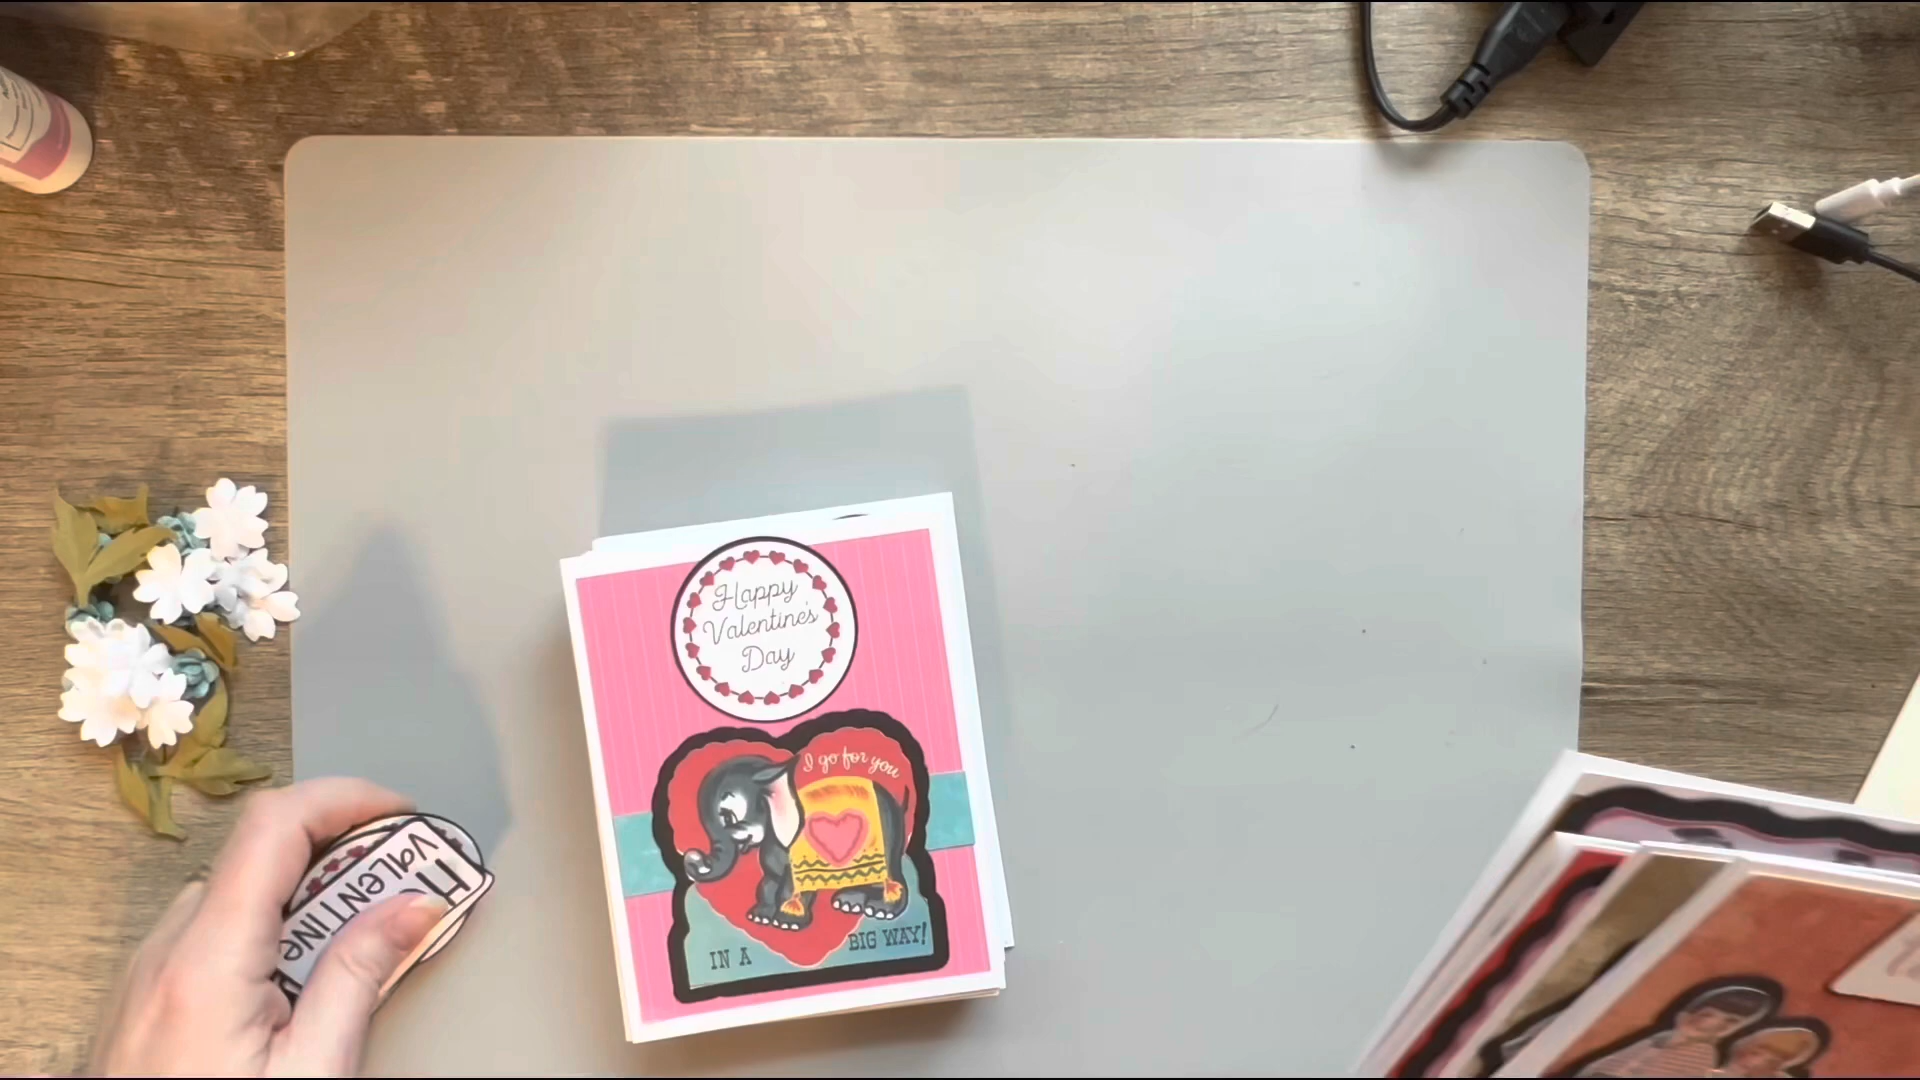 Happy
Valentine's
Day
I go for you
IN A
BIG WAY!
VALENTINE